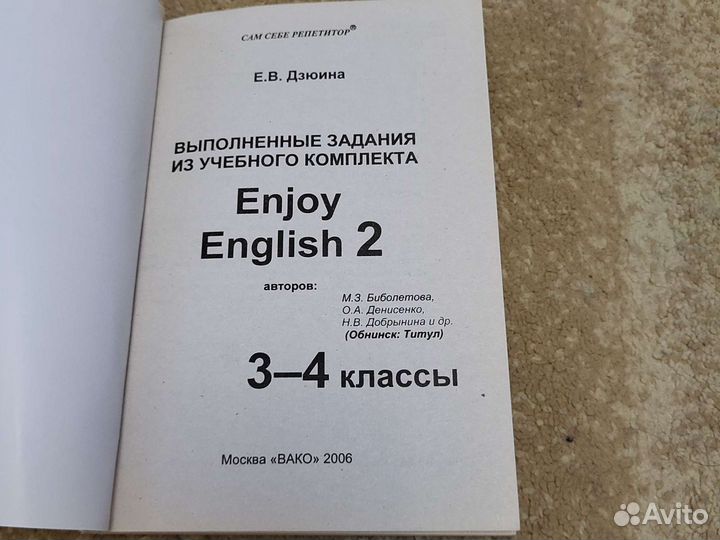 САМ СЕБЕ РЕПЕТИТОР®
Е.В. Дзюина
ВЫПОЛНЕННЫЕ ЗАДАНИЯ
ИЗ УЧЕБНОГО КОМПЛЕКТА
Enjoy
English 2
авторов:
М.З. Биболетова,
О.А. Денисенко,
Н.В. Добрынина и др.
(Обнинск: Титул)
3–4 классы
Москва «ВАКО» 2006
Avito